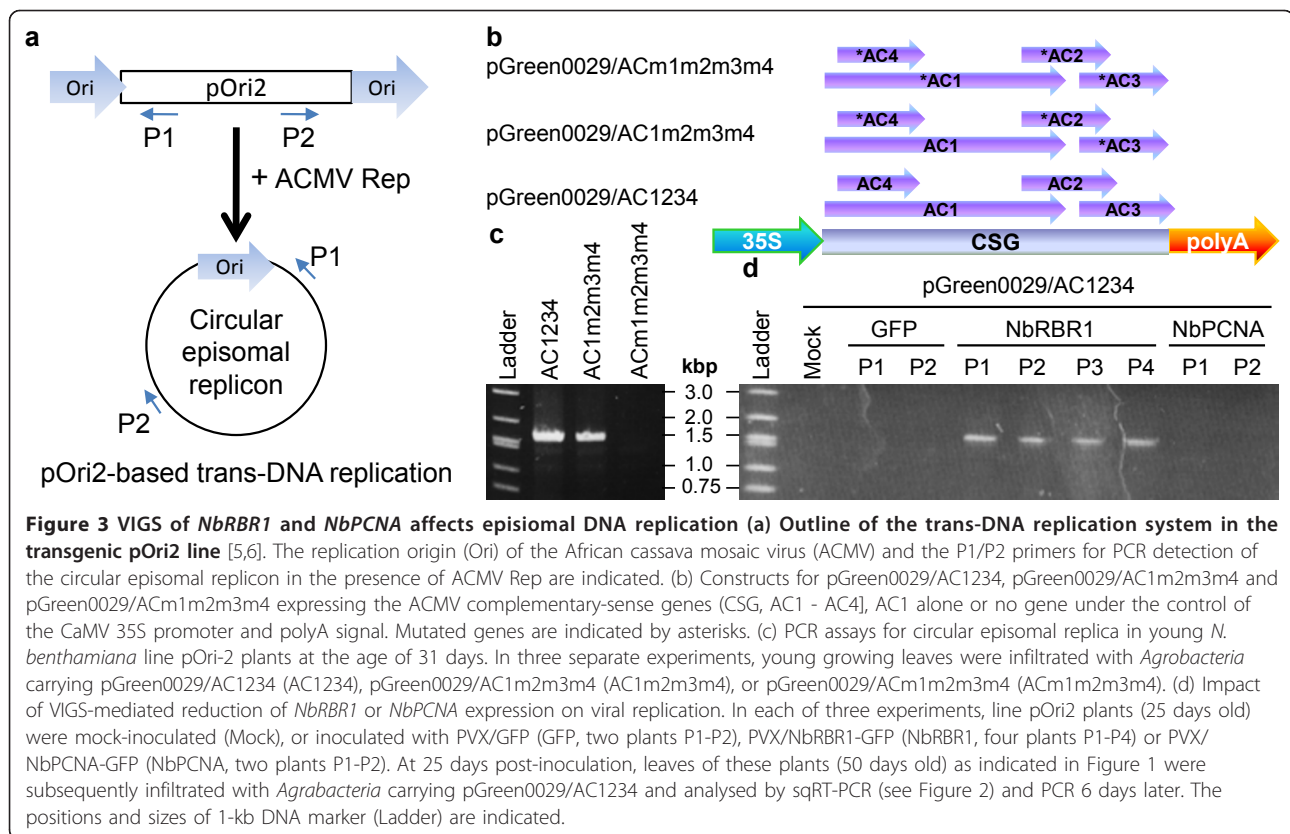 a
Ori
pOri2
Ori
P1
P2
+ ACMV Rep
Ori
P1
Circular
episomal
replicon
P2
pOri2-based trans-DNA replication
b
pGreen0029/ACm1m2m3m4
*AC4
*AC2
*AC1
*AC3
pGreen0029/AC1m2m3m4
*AC4
*AC2
AC1
*AC3
pGreen0029/AC1234
AC4
AC2
AC1
AC3
35S
CSG
polyA
c
Ladder
AC1234
AC1m2m3m4
ACm1m2m3m4
kbp
3.0
2.0
1.5
1.0
0.75
d
pGreen0029/AC1234
Ladder
Mock
GFP
NbRBR1
NbPCNA
P1 P2 P1 P2 P3 P4 P1 P2
Figure 3 VIGS of NbRBR1 and NbPCNA affects episiomal DNA replication (a) Outline of the trans-DNA replication system in the
transgenic pOri2 line [5,6]. The replication origin (Ori) of the African cassava mosaic virus (ACMV) and the P1/P2 primers for PCR detection of
the circular episomal replicon in the presence of ACMV Rep are indicated. (b) Constructs for pGreen0029/AC1234, pGreen0029/AC1m2m3m4 and
pGreen0029/ACm1m2m3m4 expressing the ACMV complementary-sense genes (CSG, AC1 - AC4], AC1 alone or no gene under the control of
the CaMV 35S promoter and polyA signal. Mutated genes are indicated by asterisks. (c) PCR assays for circular episomal replica in young N.
benthamiana line pOri-2 plants at the age of 31 days. In three separate experiments, young growing leaves were infiltrated with Agrobacteria
carrying pGreen0029/AC1234 (AC1234), pGreen0029/AC1m2m3m4 (AC1m2m3m4), or pGreen0029/ACm1m2m3m4 (ACm1m2m3m4). (d) Impact
of VIGS-mediated reduction of NbRBR1 or NbPCNA expression on viral replication. In each of three experiments, line pOri2 plants (25 days old)
were mock-inoculated (Mock), or inoculated with PVX/GFP (GFP, two plants P1-P2), PVX/NbRBR1-GFP (NbRBR1, four plants P1-P4) or PVX/
NbPCNA-GFP (NbPCNA, two plants P1-P2). At 25 days post-inoculation, leaves of these plants (50 days old) as indicated in Figure 1 were
subsequently infiltrated with Agrabacteria carrying pGreen0029/AC1234 and analysed by sqRT-PCR (see Figure 2) and PCR 6 days later. The
positions and sizes of 1-kb DNA marker (Ladder) are indicated.